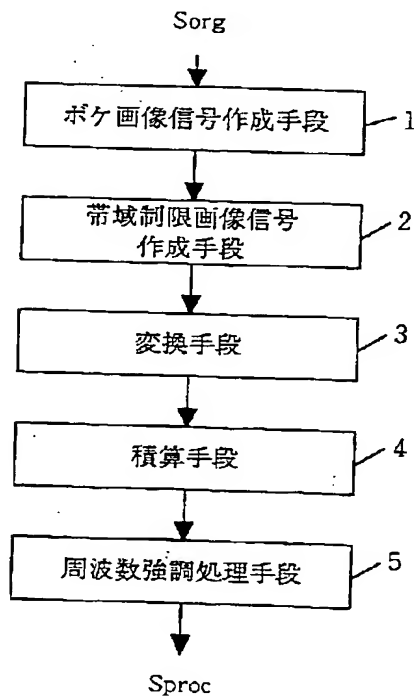 Sorg
ボケ画像信号作成手段
1
帯域制限画像信号
作成手段
2
変換手段
3
積算手段
4
周波数強調処理手段
5
Sproc